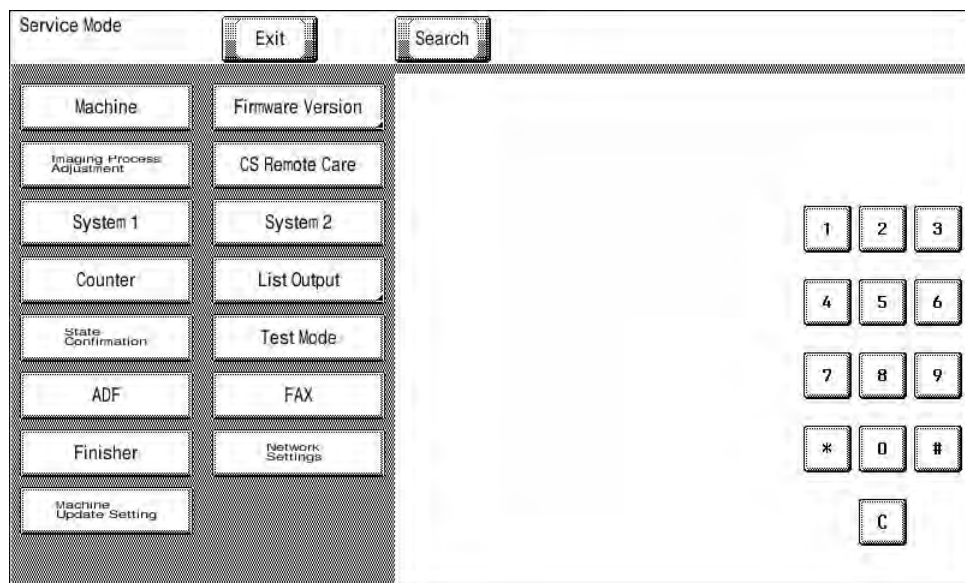 Service Mode
Exit
Search
Machine
Firmware Version
Imaging Process
Adjustment
CS Remote Care
System 1
System 2
Counter
List Output
State
Confirmation
Test Mode
ADF
FAX
Finisher
Network
Settings
Machine
Update Setting
1 2 3
4 5 6
7 8 9
* 0 #
C